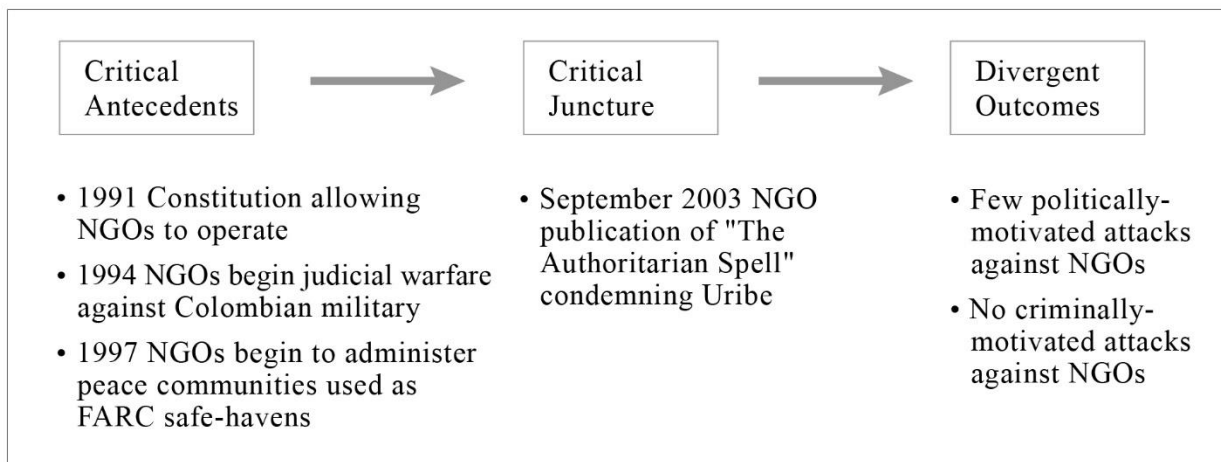 Critical
Antecedents
Critical
Juncture
Divergent
Outcomes
• 1991 Constitution allowing
NGOs to operate
• 1994 NGOs begin judicial warfare
against Colombian military
• 1997 NGOs begin to administer
peace communities used as
FARC safe-havens
• September 2003 NGO
publication of "The
Authoritarian Spell"
condemning Uribe
• Few politically-
motivated attacks
against NGOs
• No criminally-
motivated attacks
against NGOs